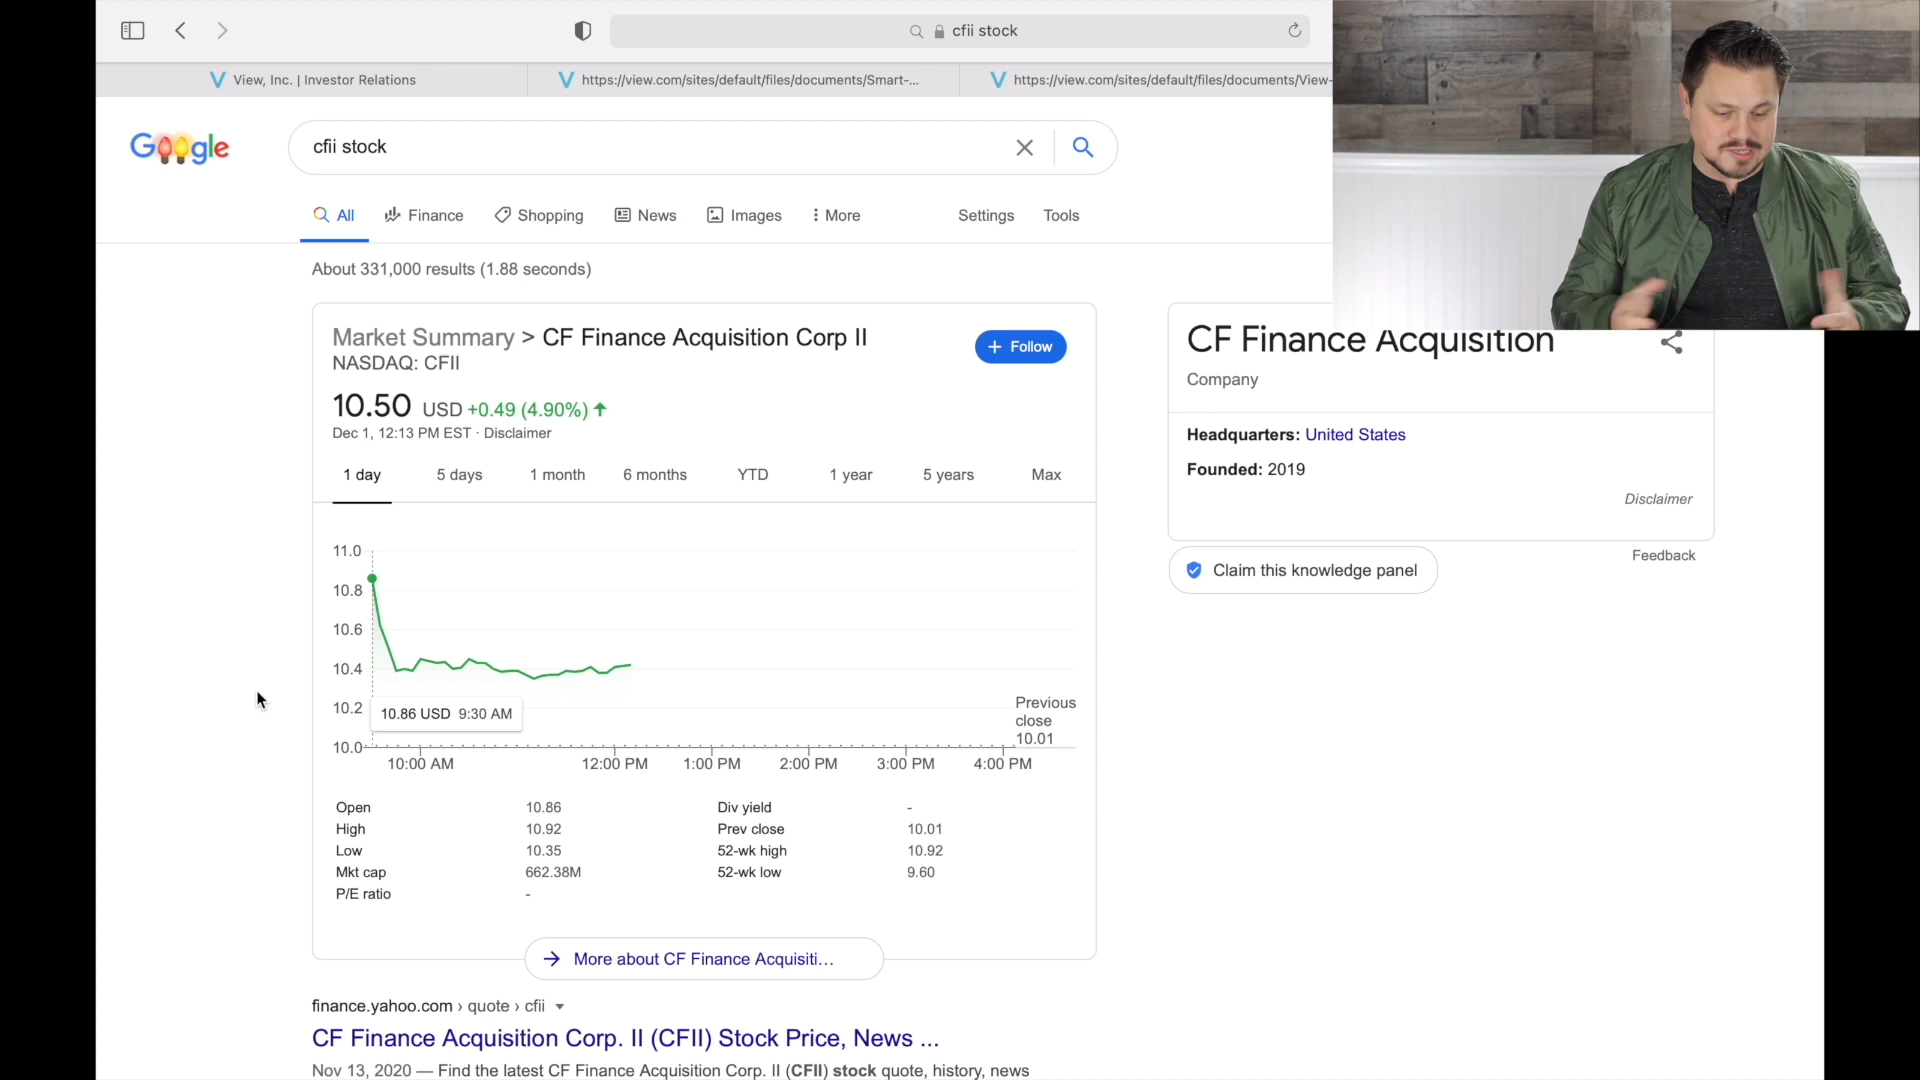 cfii stock
View, Inc. | Investor Relations
https://view.com/sites/default/files/documents/Smart-...
https://view.com/sites/default/files/documents/View-
Google
cfii stock
All
Finance
Shopping
News
Images
More
Settings
Tools
About 331,000 results (1.88 seconds)
Market Summary > CF Finance Acquisition Corp II
NASDAQ: CFII
+ Follow
10.50 USD +0.49 (4.90%)
Dec 1, 12:13 PM EST · Disclaimer
1 day
5 days
1 month
6 months
YTD
1 year
5 years
Max
11.0
10.8
10.6
10.4
10.2
10.0
10.86 USD 9:30 AM
Previous
close
10.01
10:00 AM
12:00 PM
1:00 PM
2:00 PM
3:00 PM
4:00 PM
Open 10.86 Div yield -
High 10.92 Prev close 10.01
Low 10.35 52-wk high 10.92
Mkt cap 662.38M 52-wk low 9.60
P/E ratio -
More about CF Finance Acquisiti...
finance.yahoo.com › quote › cfii
CF Finance Acquisition Corp. II (CFII) Stock Price, News ...
Nov 13, 2020 — Find the latest CF Finance Acquisition Corp. II (CFII) stock quote, history, news
CF Finance Acquisition
Company
Headquarters: United States
Founded: 2019
Disclaimer
Feedback
Claim this knowledge panel